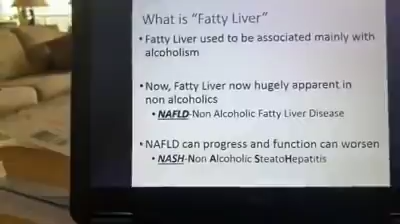 What is “Fatty Liver”
• Fatty Liver used to be associated mainly with
alcoholism
• Now, Fatty Liver now hugely apparent in
non alcoholics
• NAFLD-Non Alcoholic Fatty Liver Disease
• NAFLD can progress and function can worsen
• NASH-Non Alcoholic SteatoHepatitis